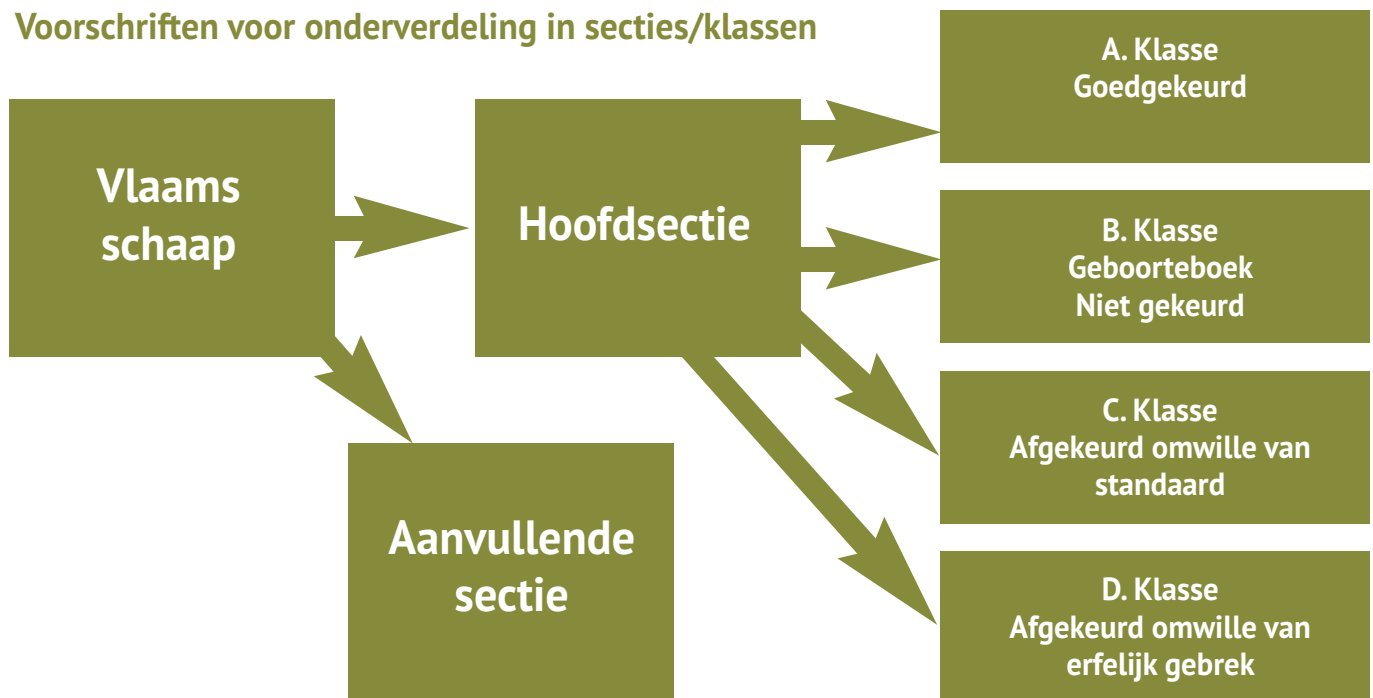 Voorschriften voor onderverdeling in secties/klassen
Vlaams
schaap
Hoofdsectie
Aanvullende
sectie
A. Klasse
Goedgekeurd
B. Klasse
Geboorteboek
Niet gekeurd
C. Klasse
Afgekeurd omwille van
standaard
D. Klasse
Afgekeurd omwille van
erfelijk gebrek